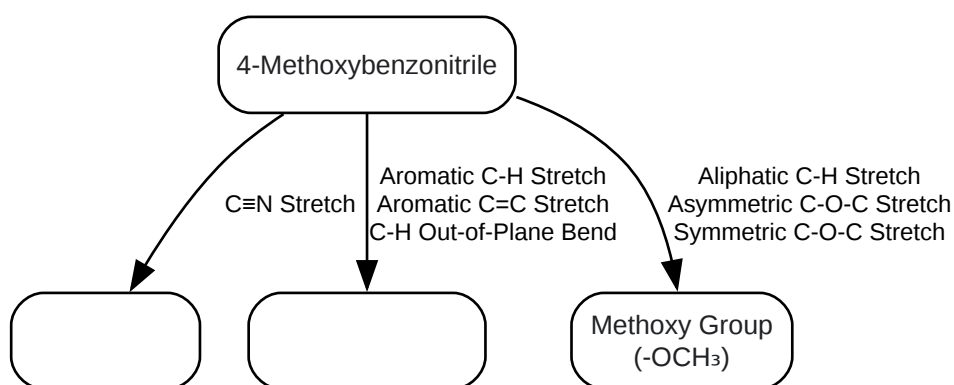 4-Methoxybenzonitrile
C≡N Stretch
Aromatic C-H Stretch
Aromatic C=C Stretch
C-H Out-of-Plane Bend
Aliphatic C-H Stretch
Asymmetric C-O-C Stretch
Symmetric C-O-C Stretch
Methoxy Group
(-OCH₃)